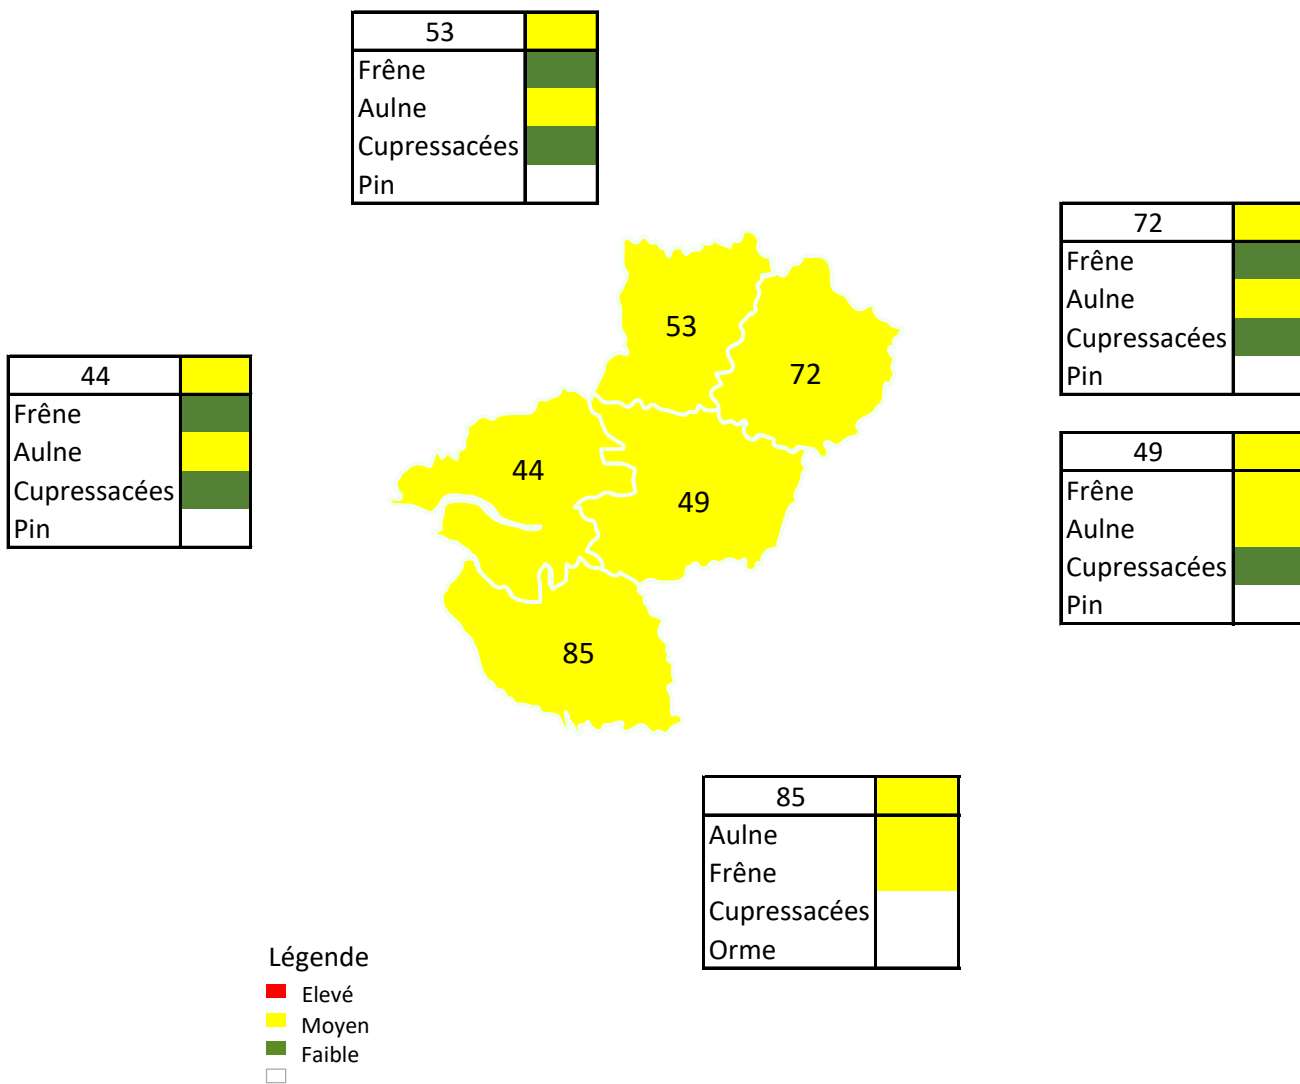 53
Frêne
Aulne
Cupressacées
Pin
72
Frêne
Aulne
Cupressacées
Pin
53
72
44
Frêne
Aulne
Cupressacées
Pin
44
49
49
Frêne
Aulne
Cupressacées
Pin
85
85
Aulne
Frêne
Cupressacées
Orme
Légende
Elevé
Moyen
Faible